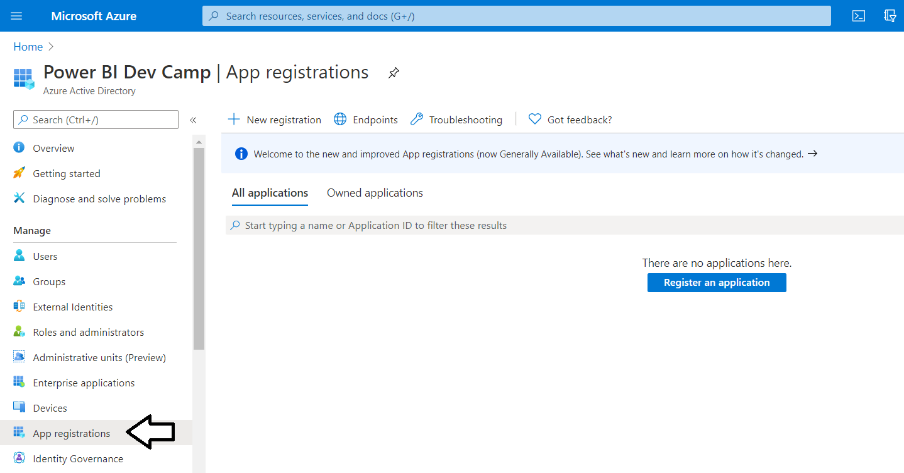 Microsoft Azure
Search resources, services, and docs (G+/)
Home
Power BI Dev Camp | App registrations
Azure Active Directory
Search (Ctrl+/)
Overview
Getting started
Diagnose and solve problems
Manage
Users
Groups
External Identities
Roles and administrators
Administrative units (Preview)
Enterprise applications
Devices
App registrations
Identity Governance
New registration
Endpoints
Troubleshooting
Got feedback?
Welcome to the new and improved App registrations (now Generally Available). See what's new and learn more on how it's changed.
All applications
Owned applications
Start typing a name or Application ID to filter these results
There are no applications here.
Register an application